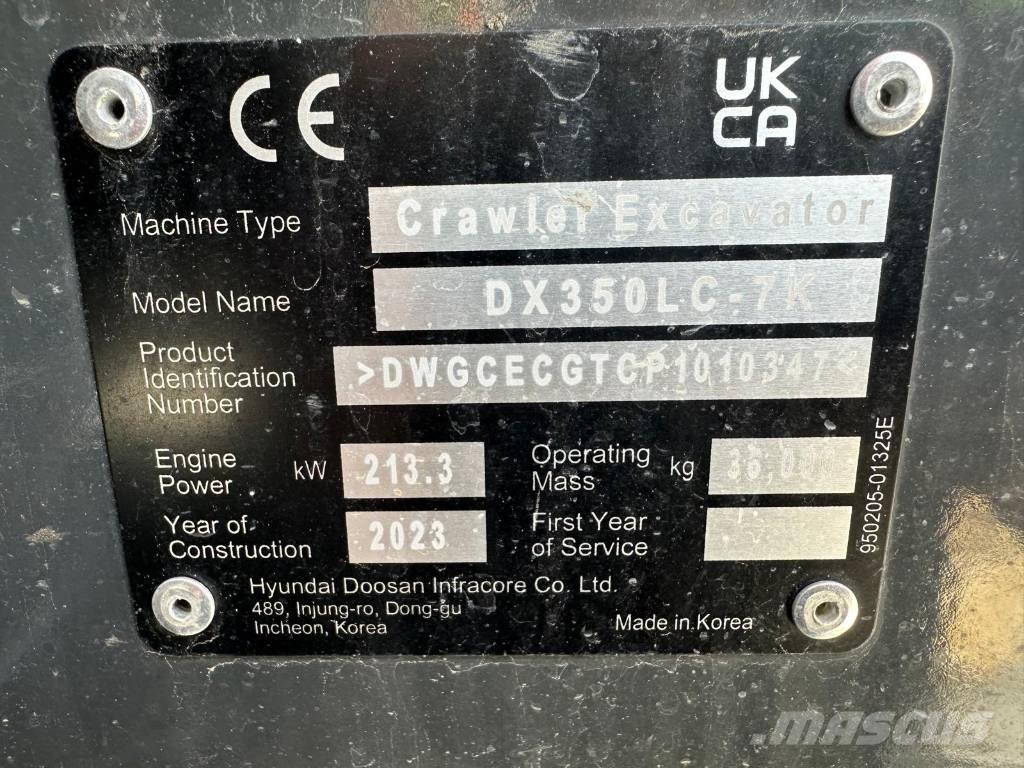 CE
UK
CA
Machine Type Crawler Excavator
Model Name DX350LC-7K
Product
Identification
Number
>DWGCECGTCP1010347<
Engine
Power kW 213.3
Operating
Mass kg
Year of
Construction 2023
First Year
of Service
950205-01325E
Hyundai Doosan Infracore Co. Ltd.
489, Injung-ro, Dong-gu
Incheon, Korea
Made in Korea
MASCUS